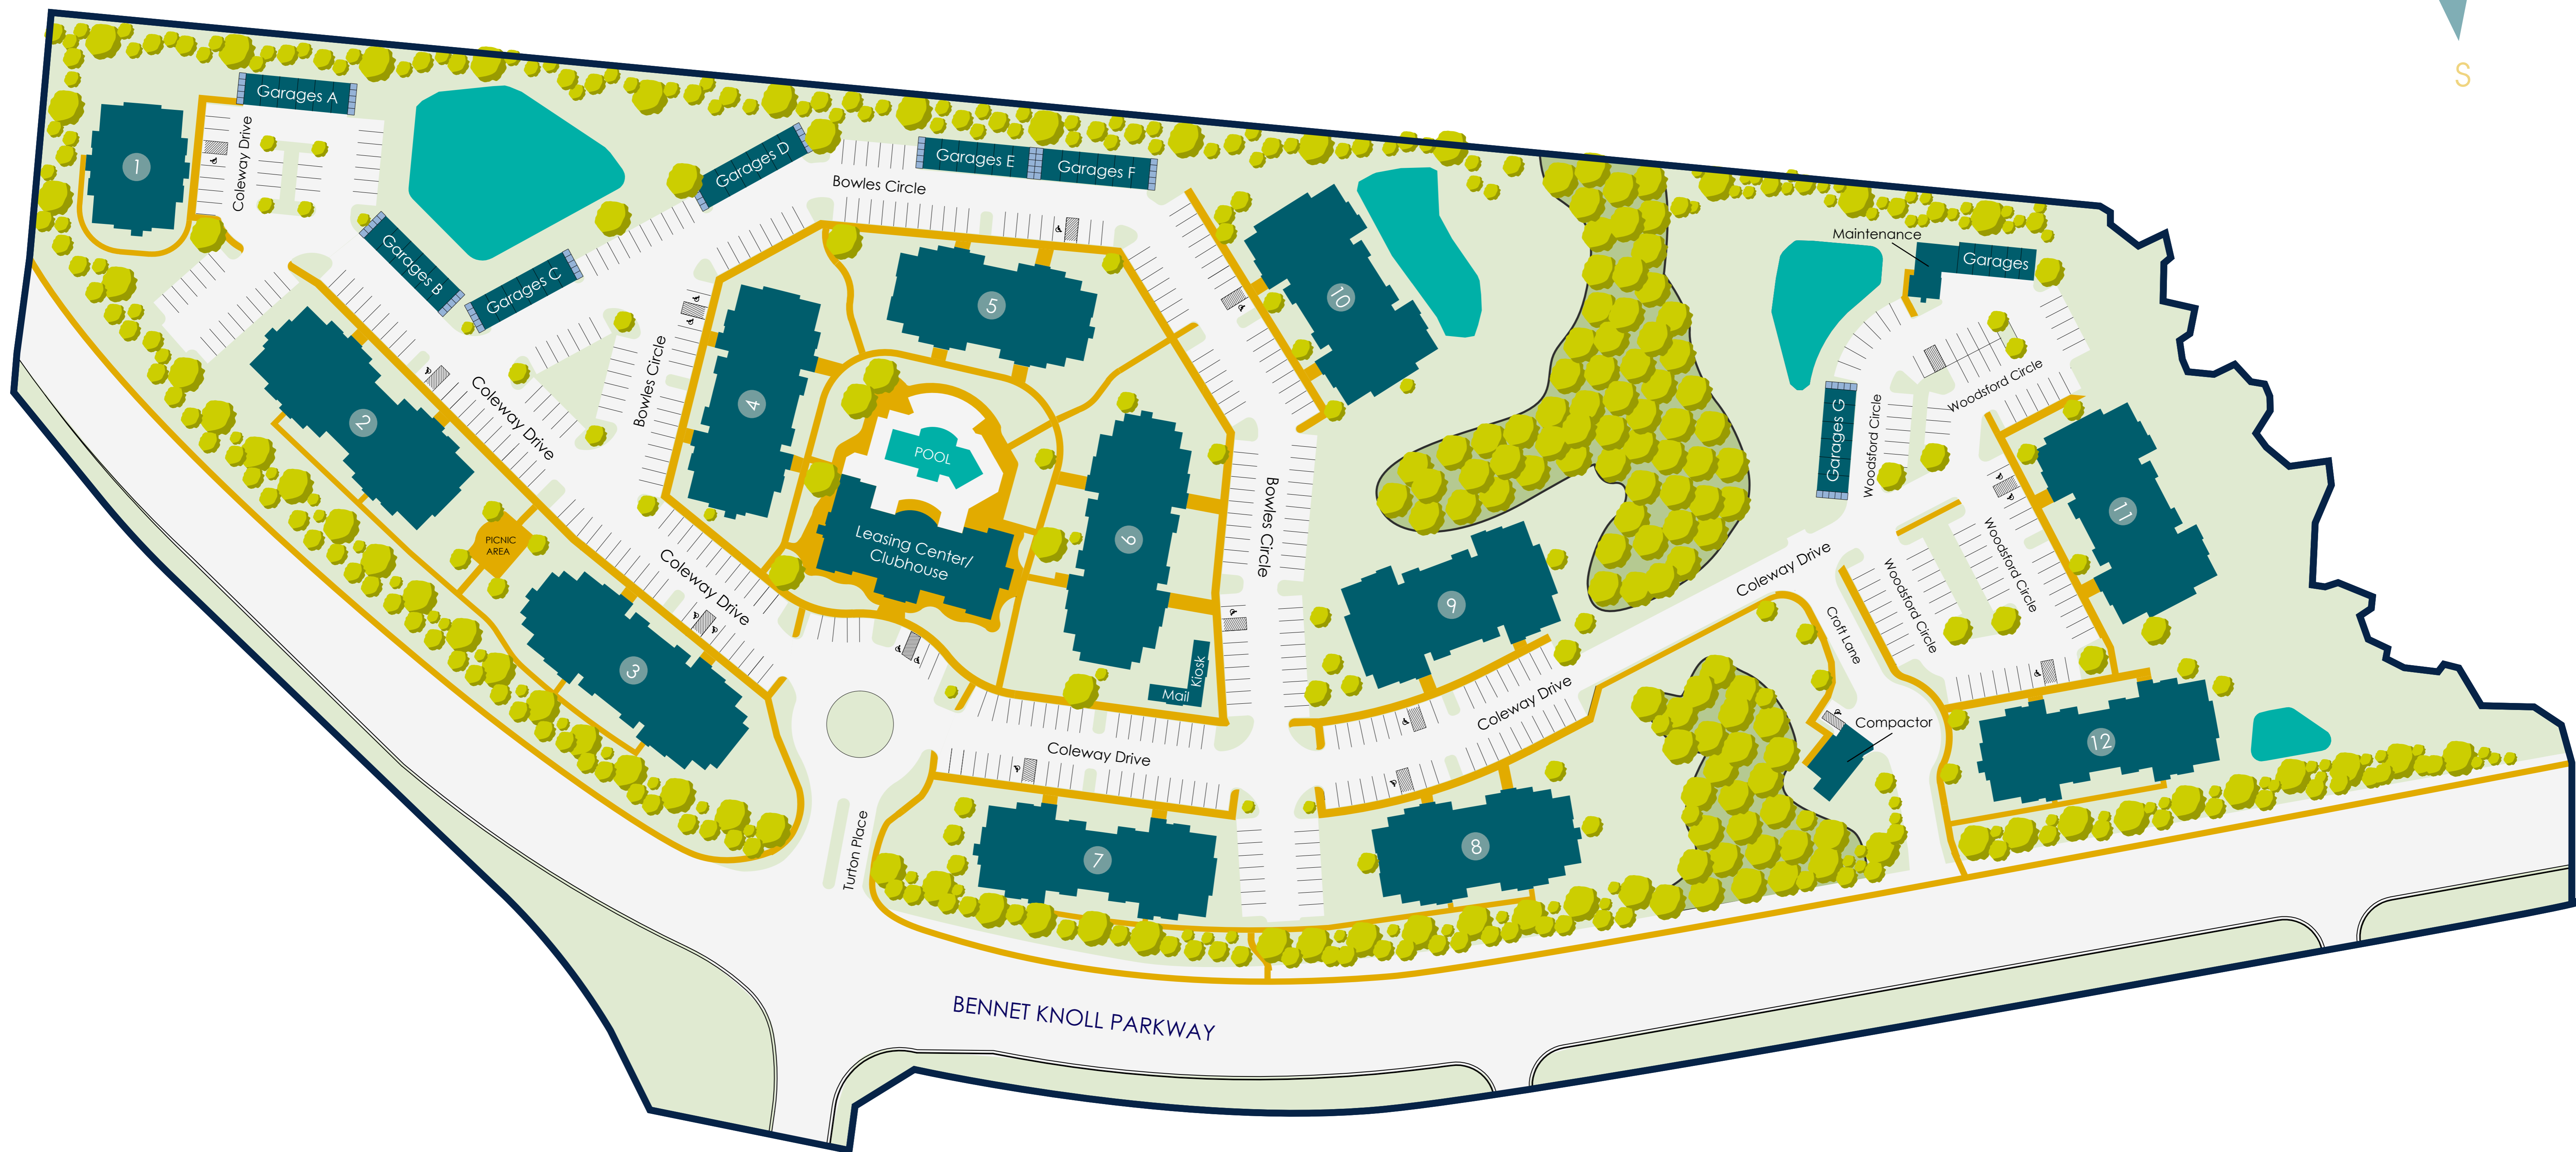 S
Garages A
1
Coleway Drive
Garages B
Garages C
Garages D
Bowles Circle
Garages E
Garages F
Maintenance
Garages
10
5
4
2
Coleway Drive
Bowles Circle
POOL
Leasing Center/
Clubhouse
6
Bowles Circle
Garages G
Woodsford Circle
Woodsford Circle
11
PICNIC
AREA
Coleway Drive
3
Mail
Kiosk
9
Coleway Drive
Woodsford Circle
Woodsford Circle
Croft Lane
Coleway Drive
Compactor
12
Coleway Drive
Turton Place
7
8
BENNET KNOLL PARKWAY